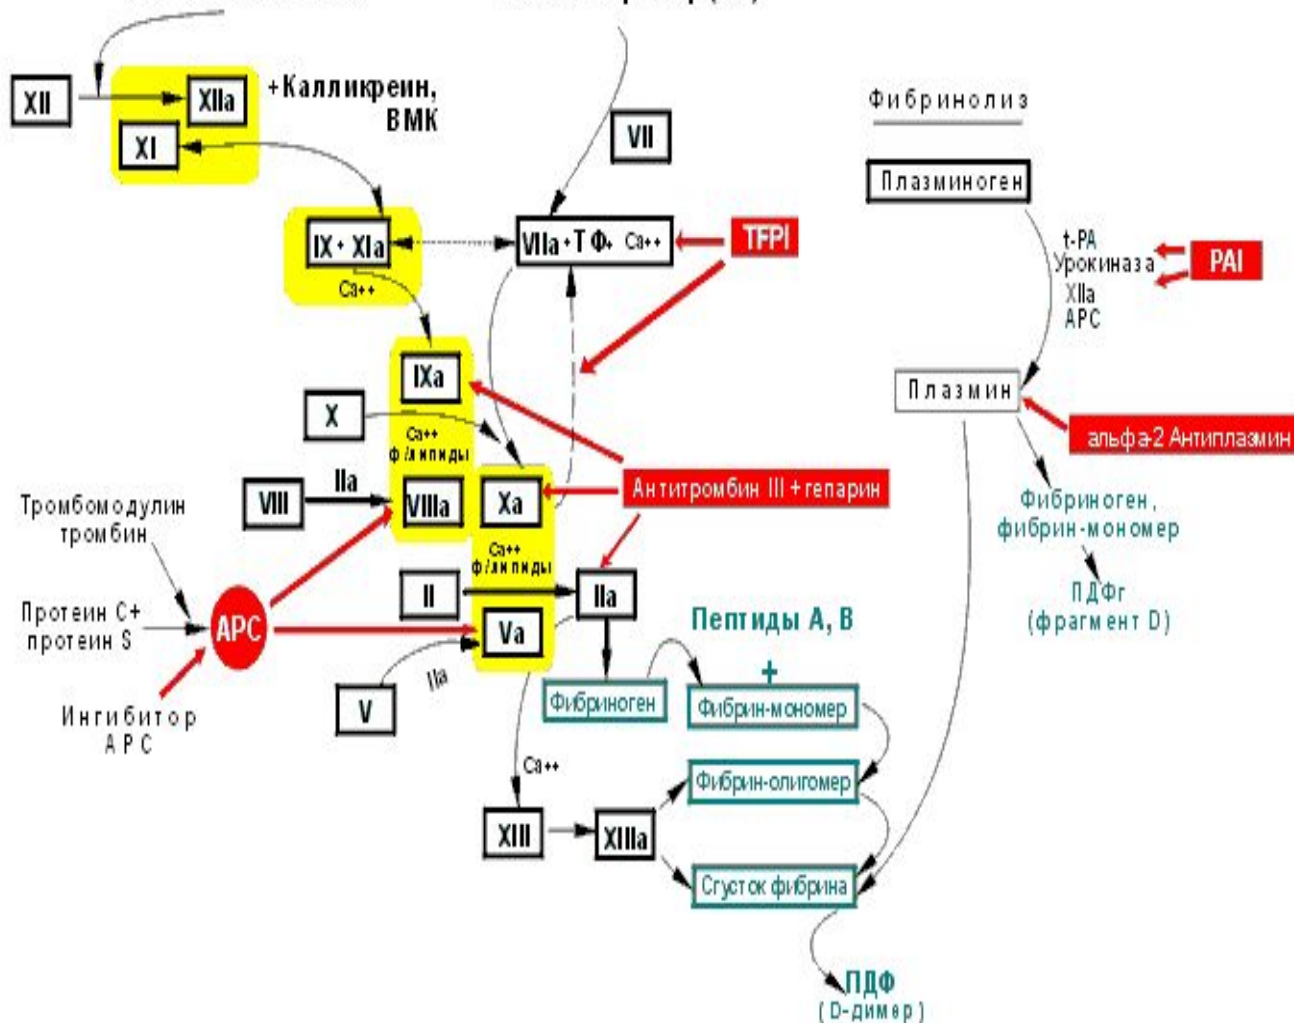 XII
XIIa
+Калликреин,
ВМК
XI
VII
Фибринолиз
Плазминоген
IX + XIa
Ca++
VIIa + ТФ+ Ca++
TFPI
t-PA
Урокиназа
XIIa
APC
PAI
IXa
X
Ca++
ф/липиды
Плазмин
альфа-2 Антиплазмин
VIII
IIa
VIIIa
Xa
Антитромбин III + гепарин
Тромбомодулин
тромбин
Фибриноген,
фибрин-мономер
Ca++
ф/липиды
II
IIa
ПДФг
(фрагмент D)
Протеин С+
протеин S
APC
Va
Пептиды А, В
+
V
IIa
Фибриноген
Фибрин-мономер
Ингибитор
АРС
Ca++
Фибрин-олигомер
XIII
XIIIa
Сгусток фибрина
ПДФ
(D-димер)